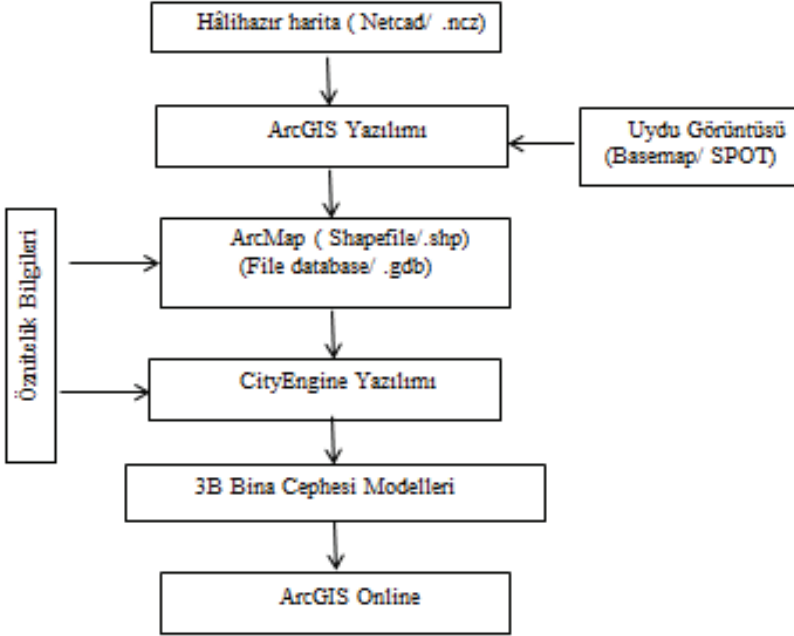 Hâlihazır harita ( Netcad/ .ncz)
ArcGIS Yazılımı
Uydu Görüntüsü
(Basemap/ SPOT)
ArcMap ( Shapefile/.shp)
(File database/ .gdb)
Öznitelik Bilgileri
CityEngine Yazılımı
3B Bina Cephesi Modelleri
ArcGIS Online